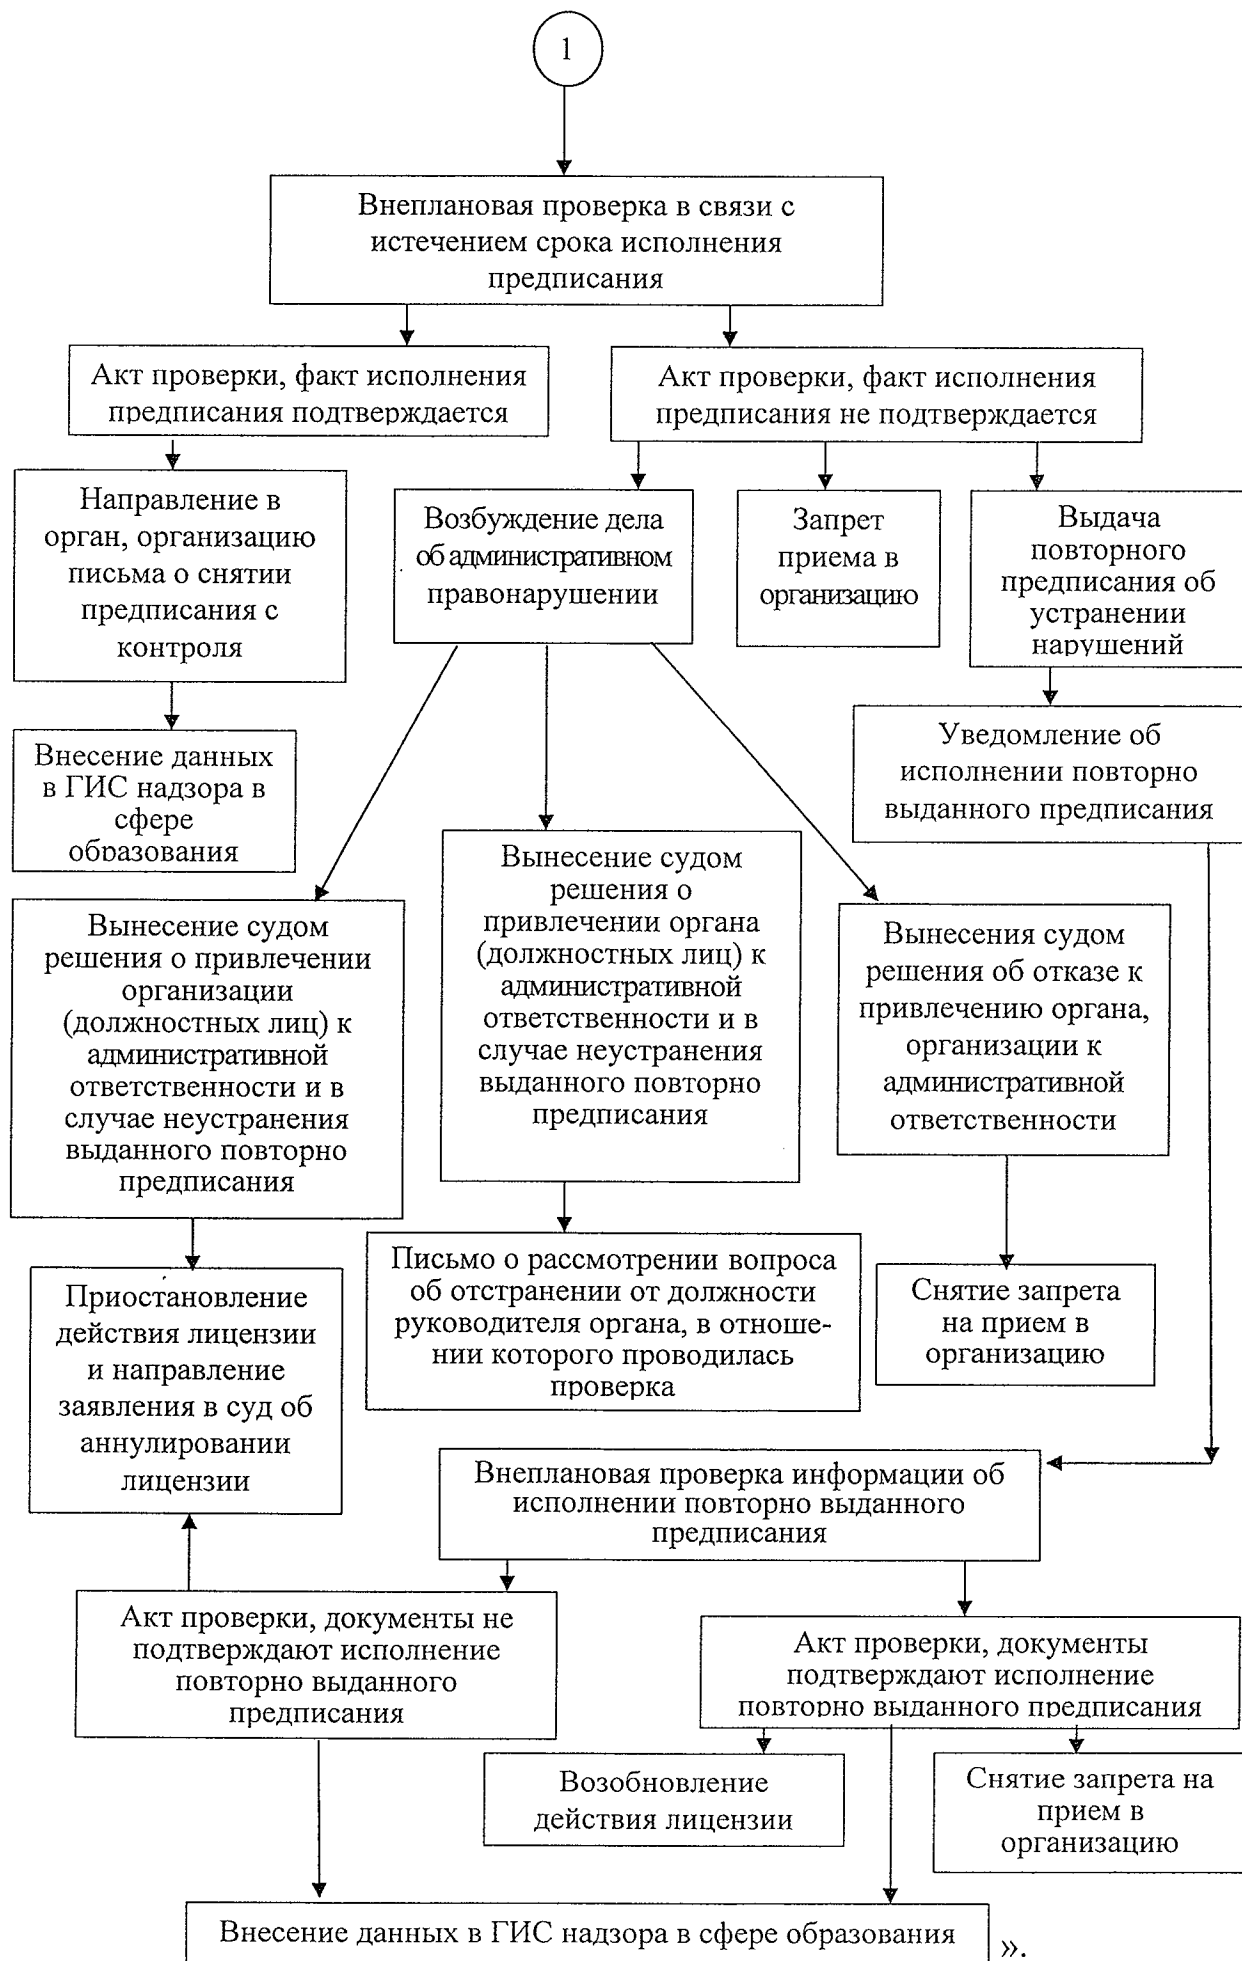 1
Внеплановая проверка в связи с
истечением срока исполнения
предписания
Акт проверки, факт исполнения
предписания подтверждается
Акт проверки, факт исполнения
предписания не подтверждается
Направление в
орган, организацию
письма о снятии
предписания с
контроля
Возбуждение дела
об административном
правонарушении
Запрет
приема в
организацию
Выдача
повторного
предписания об
устранении
нарушений
Внесение данных
в ГИС надзора в
сфере
образования
Уведомление об
исполнении повторно
выданного предписания
Вынесение судом
решения о привлечении
организации
(должностных лиц) к
административной
ответственности и в
случае неустранения
выданного повторно
предписания
Вынесение судом
решения о
привлечении органа
(должностных лиц) к
административной
ответственности и в
случае неустранения
выданного повторно
предписания
Вынесения судом
решения об отказе к
привлечению органа,
организации к
административной
ответственности
Приостановление
действия лицензии
и направление
заявления в суд об
аннулировании
лицензии
Письмо о рассмотрении вопроса
об отстранении от должности
руководителя органа, в отноше-
нии которого проводилась
проверка
Снятие запрета
на прием в
организацию
Внеплановая проверка информации об
исполнении повторно выданного
предписания
Акт проверки, документы не
подтверждают исполнение
повторно выданного
предписания
Акт проверки, документы
подтверждают исполнение
повторно выданного предписания
Возобновление
действия лицензии
Снятие запрета на
прием в
организацию
Внесение данных в ГИС надзора в сфере образования ».